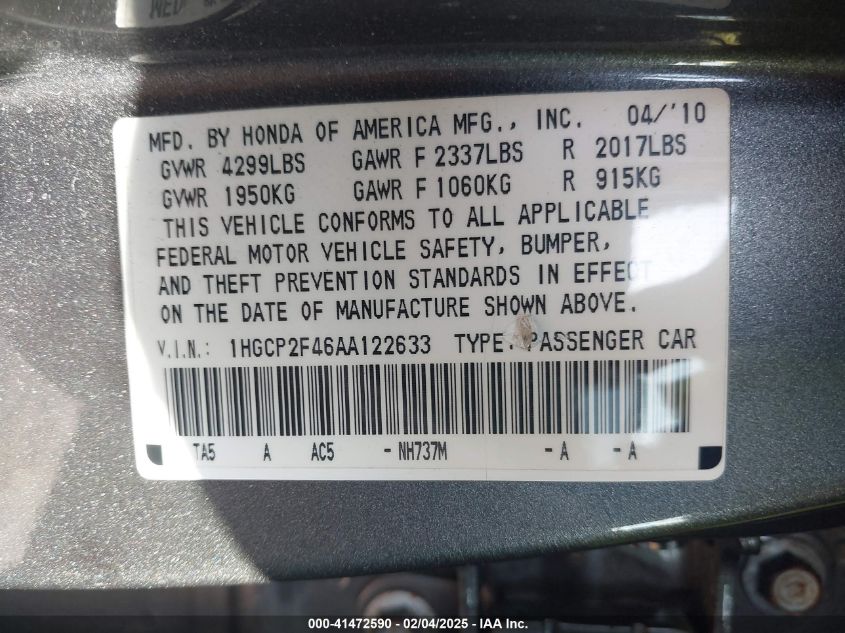 MED
MFD. BY HONDA OF AMERICA MFG., INC. 04/'10
GVWR 4299LBS GAWR F 2337LBS R 2017LBS
GVWR 1950KG GAWR F 1060KG R 915KG
THIS VEHICLE CONFORMS TO ALL APPLICABLE
FEDERAL MOTOR VEHICLE SAFETY, BUMPER,
AND THEFT PREVENTION STANDARDS IN EFFECT
ON THE DATE OF MANUFACTURE SHOWN ABOVE.
V.I.N.: 1HGCP2F46AA122633 TYPE: PASSENGER CAR
TA5 A AC5 - NH737M - A - A
000-41472590 - 02/04/2025 - IAA Inc.